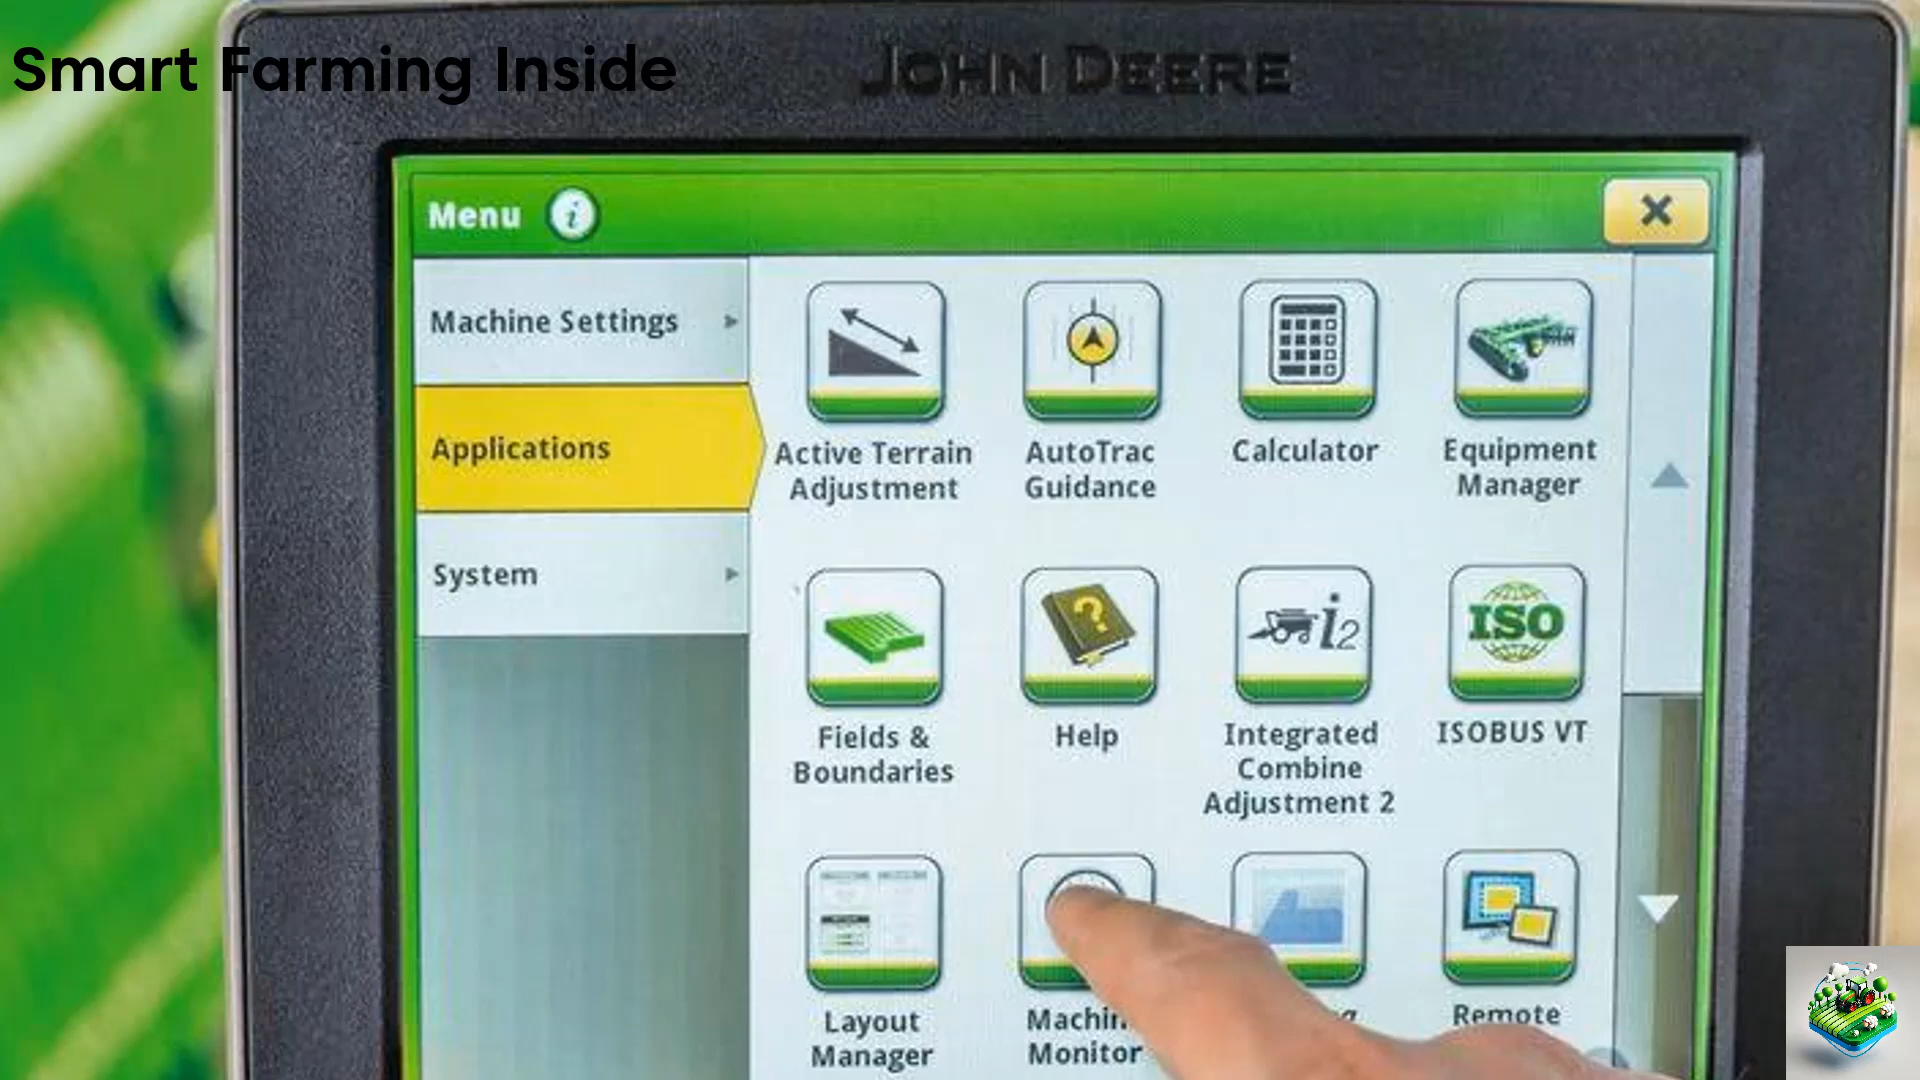 Smart Farming Inside
JOHN DEERE
Menu i
Machine Settings
Applications
System
Active Terrain
Adjustment
AutoTrac
Guidance
Calculator
Equipment
Manager
Fields &
Boundaries
?
Help
i2
Integrated
Combine
Adjustment 2
ISO
ISOBUS VT
Layout
Manager
Monitor
Remote